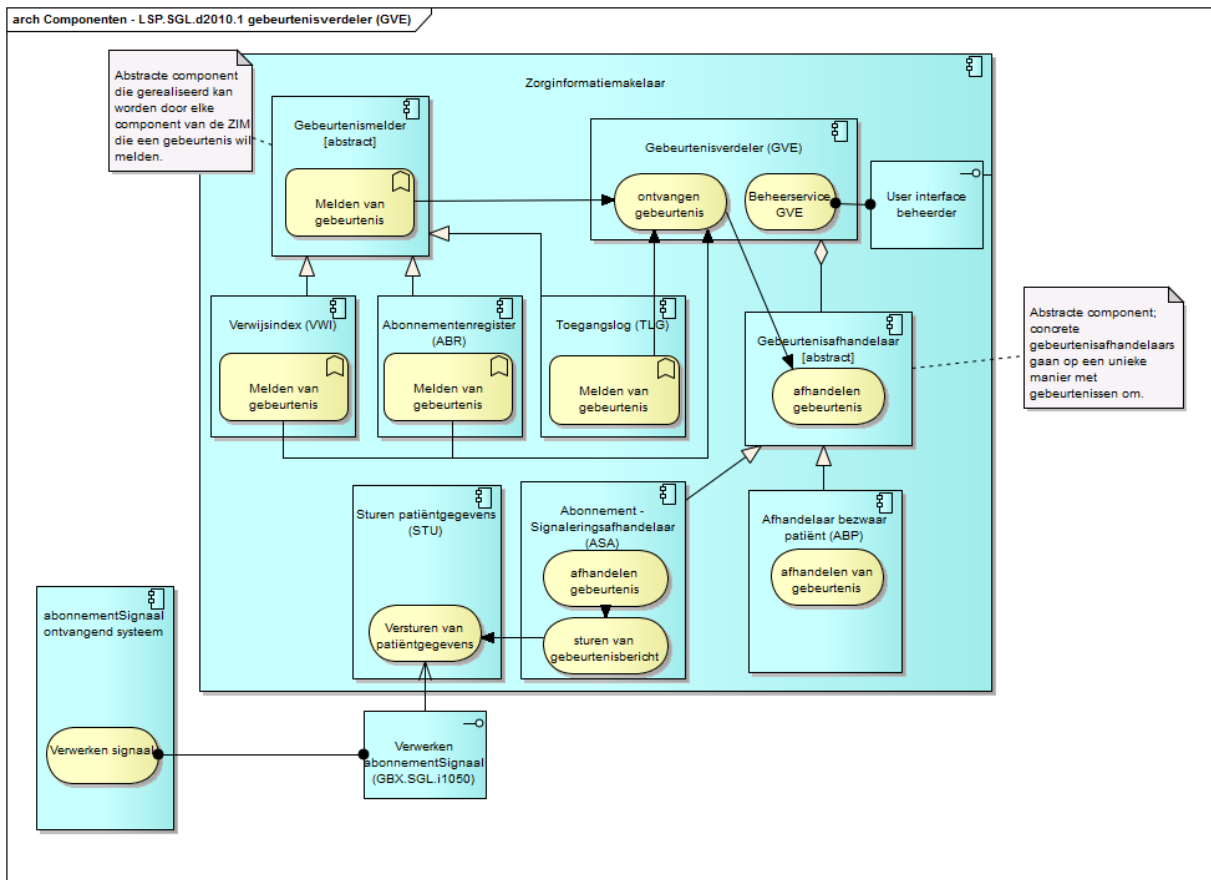 arch Componenten - LSP.SGL.d2010.1 gebeurtenisverdeler (GVE)
Abstracte component
die gerealiseerd kan
worden door elke
component van de ZIM
die een gebeurtenis wil
melden.
Zorginformatiemakelaar
Gebeurtenismelder
[abstract]
Melden van
gebeurtenis
Gebeurtenisverdeler (GVE)
ontvangen
gebeurtenis
Beheerservice
GVE
User interface
beheerder
Verwijsindex (VWI)
Melden van
gebeurtenis
Abonnementenregister
(ABR)
Melden van
gebeurtenis
Toegangslog (TLG)
Melden van
gebeurtenis
Gebeurtenisafhandelaar
[abstract]
afhandelen
gebeurtenis
Abstracte component;
concrete
gebeurtenisafhandelaars
gaan op een unieke
manier met
gebeurtenissen om.
Sturen patiëntgegevens
(STU)
Versturen van
patiëntgegevens
Abonnement -
Signaleringsafhandelaar
(ASA)
afhandelen
gebeurtenis
sturen van
gebeurtenisbericht
Afhandelaar bezwaar
patiënt (ABP)
afhandelen van
gebeurtenis
abonnementSignaal
ontvangend systeem
Verwerken signaal
Verwerken
abonnementSignaal
(GBX.SGL.i1050)